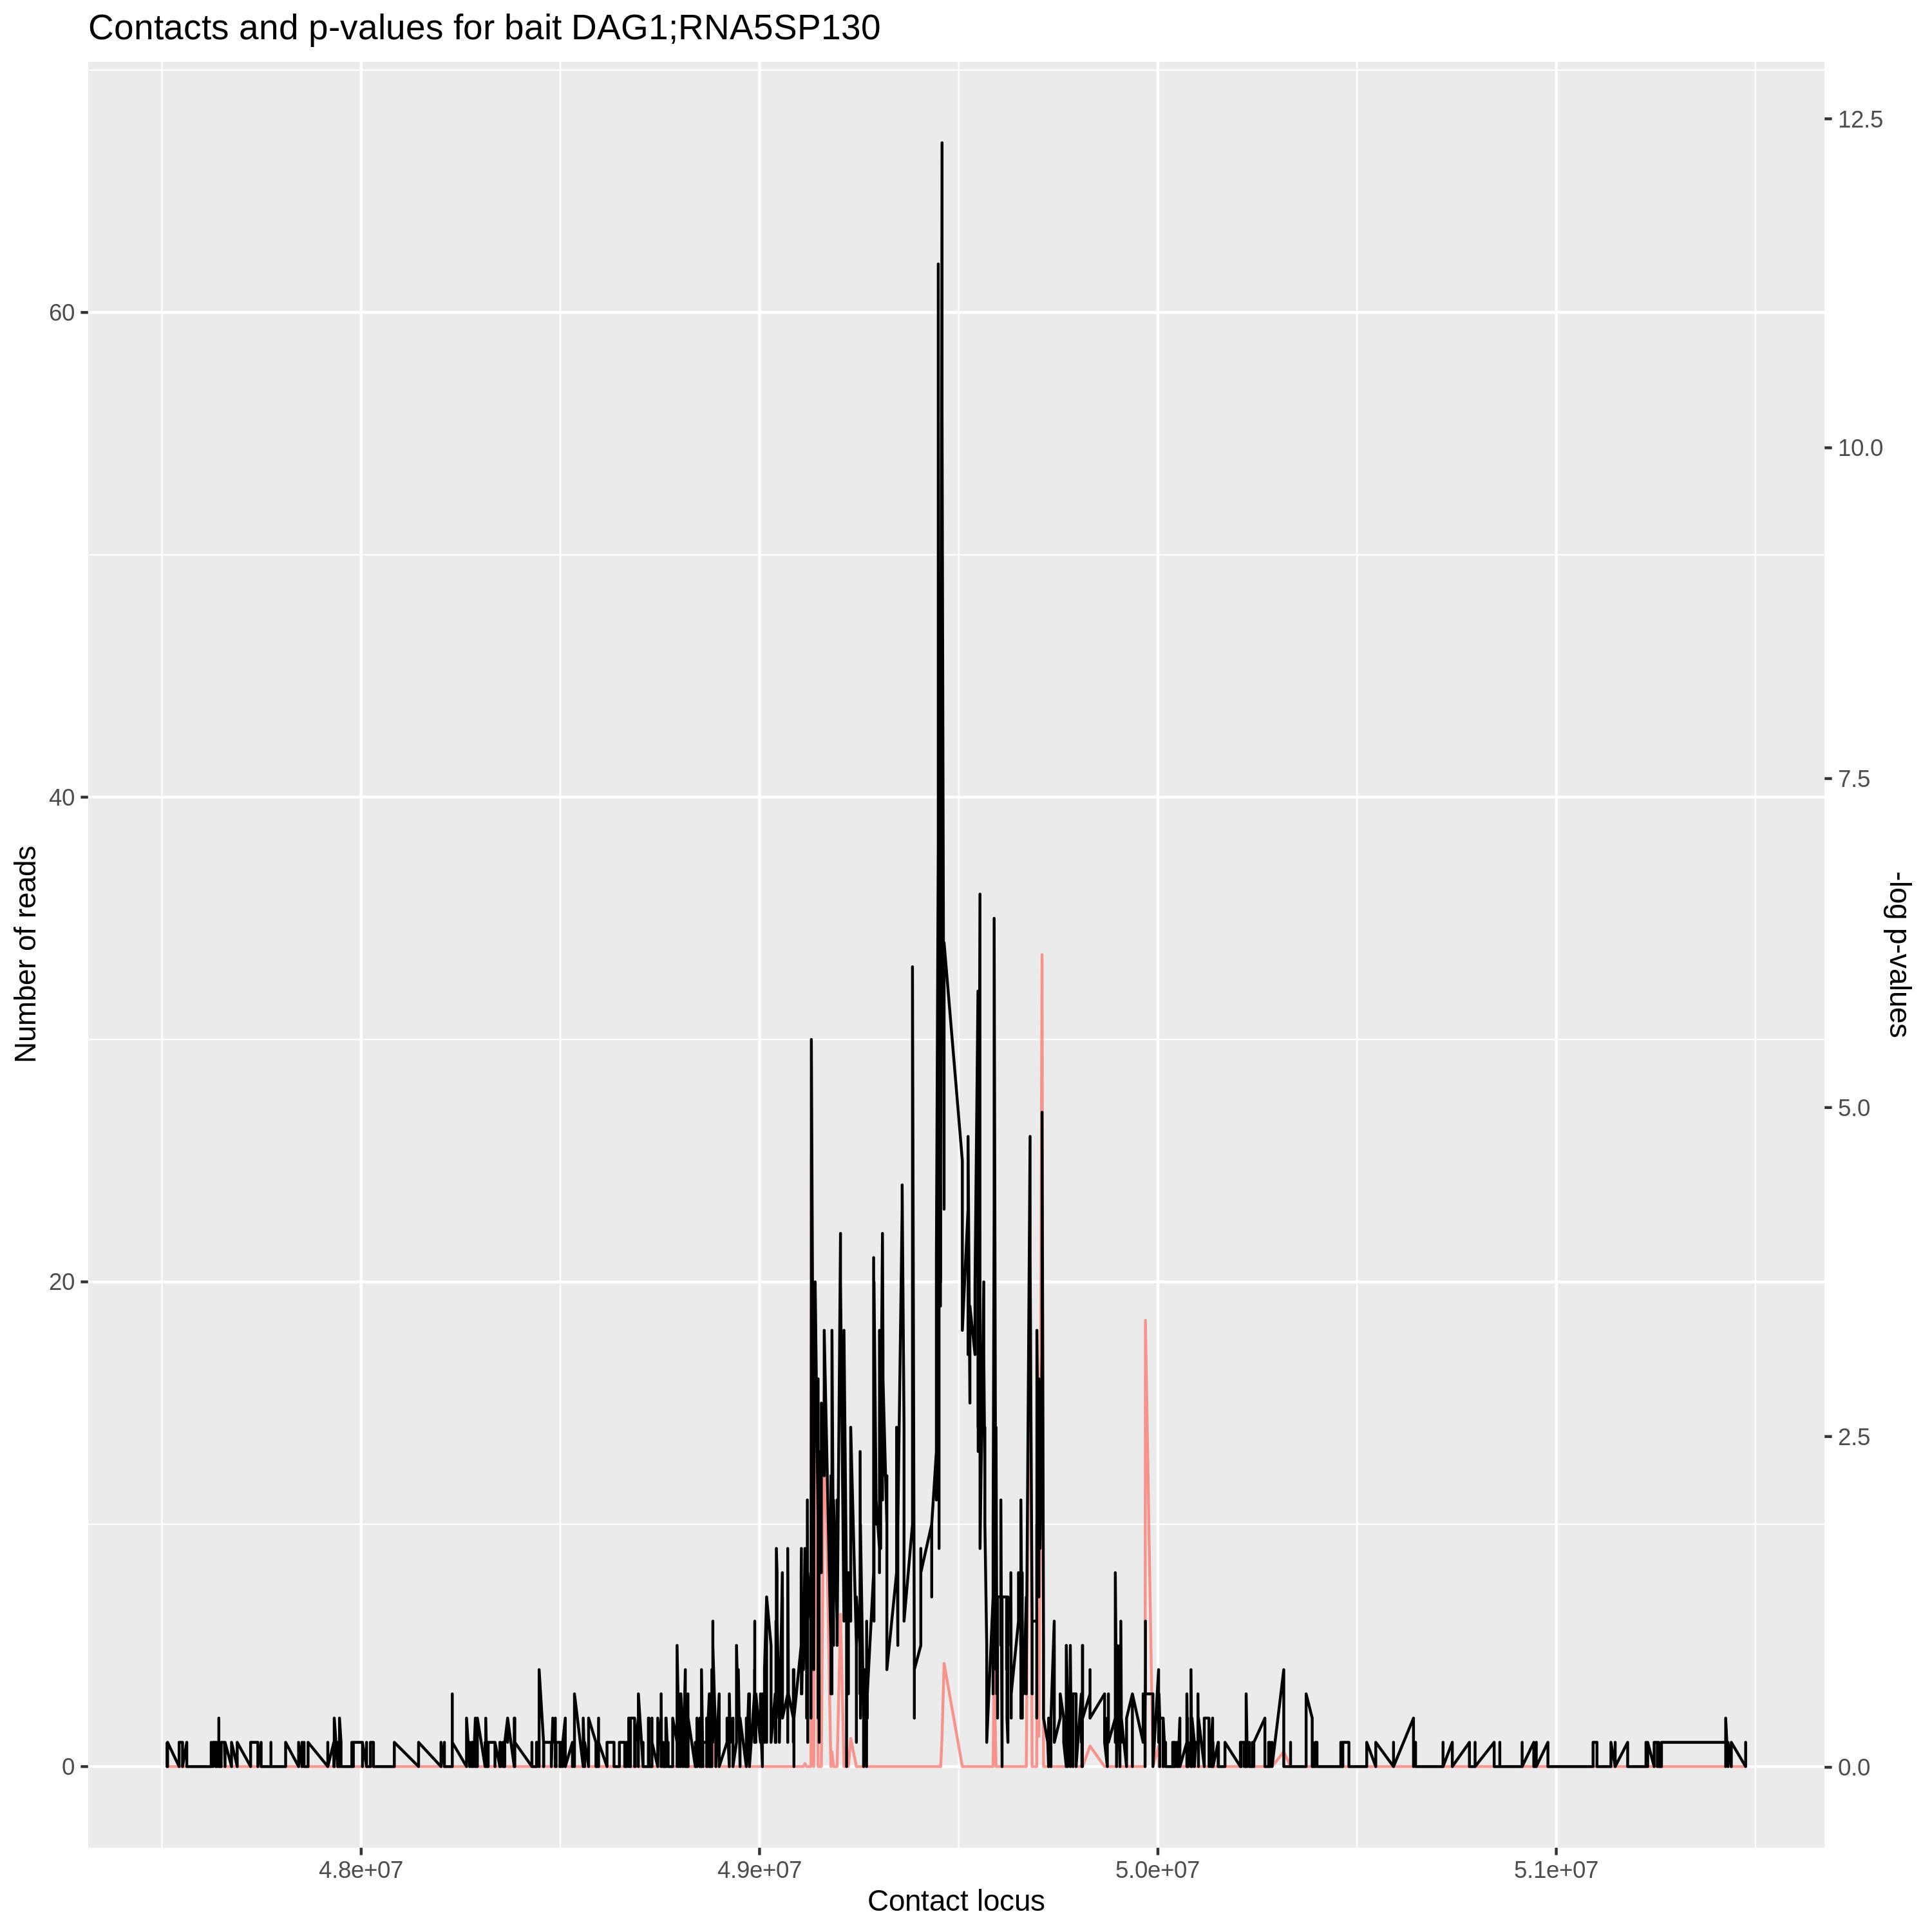 Contacts and p-values for bait DAG1;RNA5SP130
Number of reads
60
40
20
0
12.5
10.0
7.5
5.0
2.5
0.0
-log p-values
4.8e+07
4.9e+07
5.0e+07
5.1e+07
Contact locus